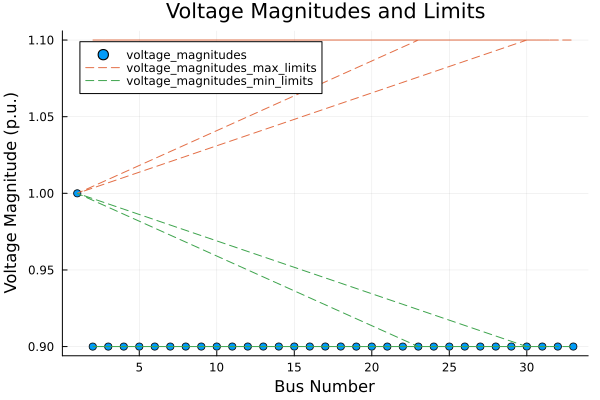 Voltage Magnitudes and Limits
voltage_magnitudes
voltage_magnitudes_max_limits
voltage_magnitudes_min_limits
Voltage Magnitude (p.u.)
1.10
1.05
1.00
0.95
0.90
5 10 15 20 25 30
Bus Number